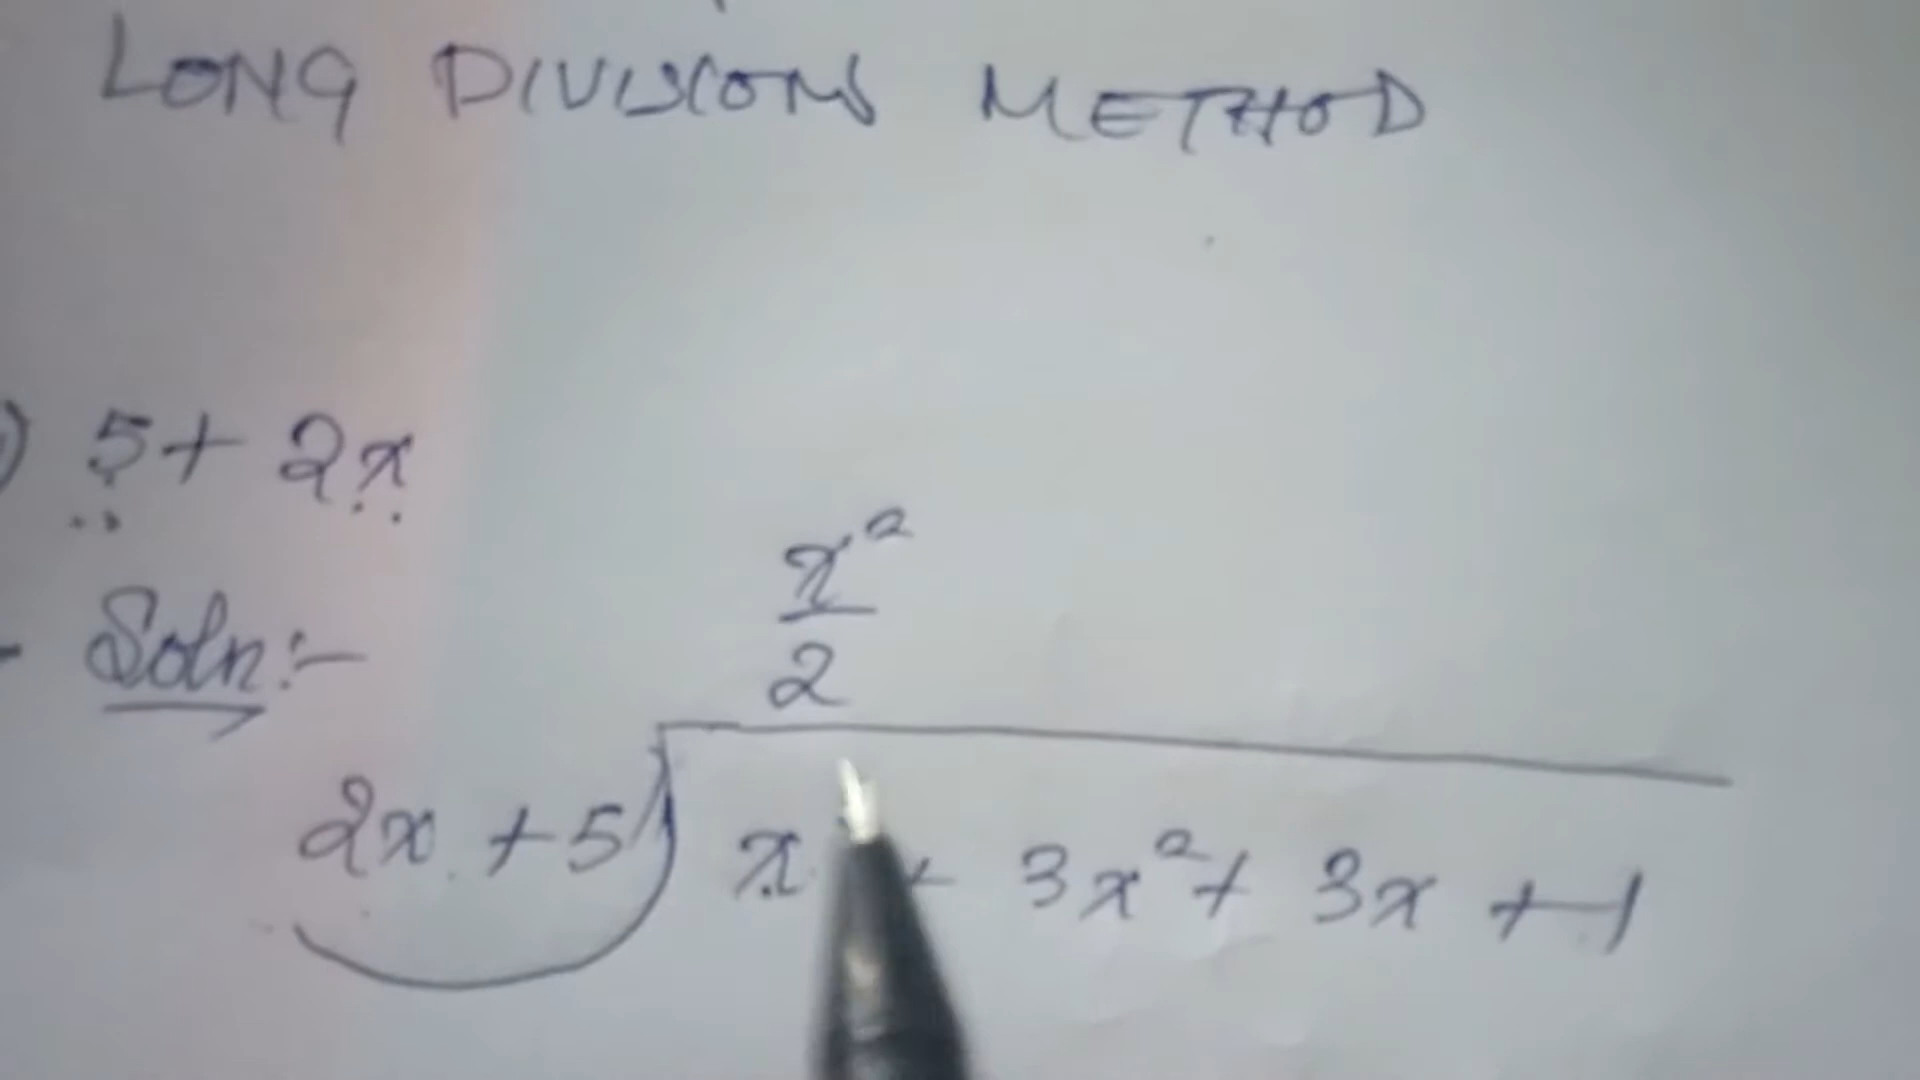 LONG DIVISION METHOD
) 5 + 2x
x²
2
Soln:-
2x + 5) x + 3x² + 3x + 1